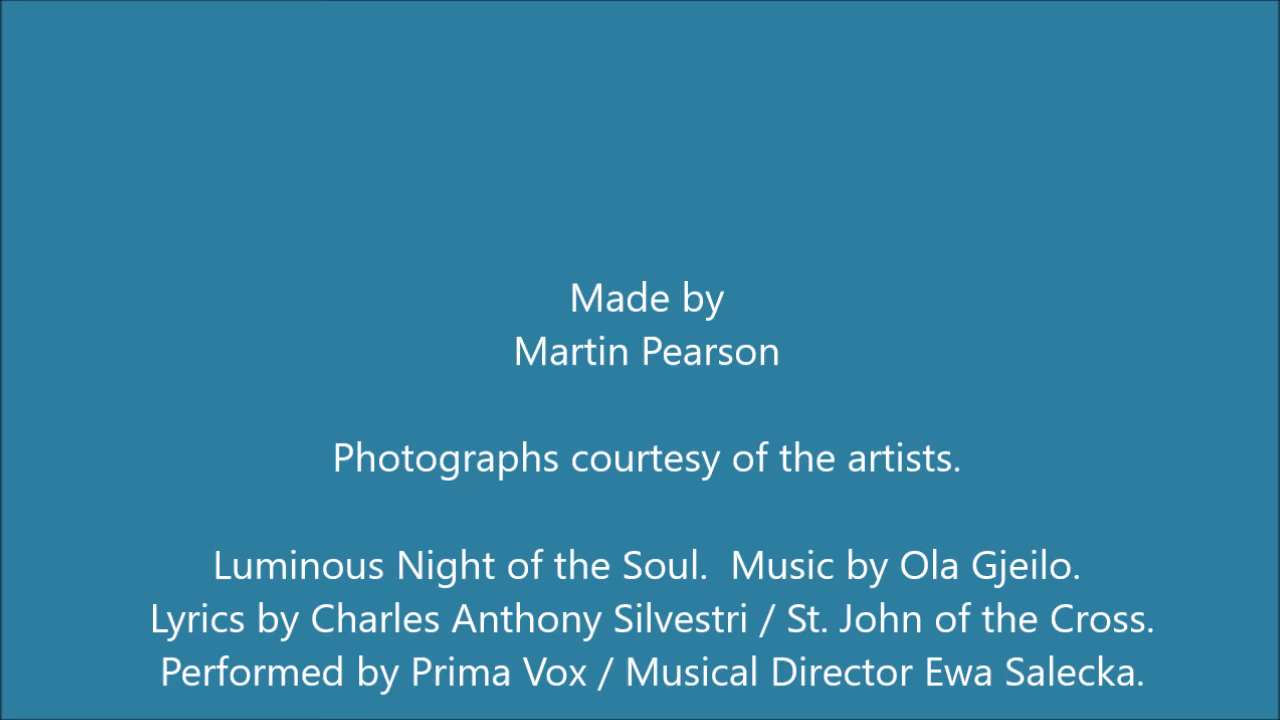 Made by
Martin Pearson
Photographs courtesy of the artists.
Luminous Night of the Soul.  Music by Ola Gjeilo.
Lyrics by Charles Anthony Silvestri / St. John of the Cross.
Performed by Prima Vox / Musical Director Ewa Salecka.